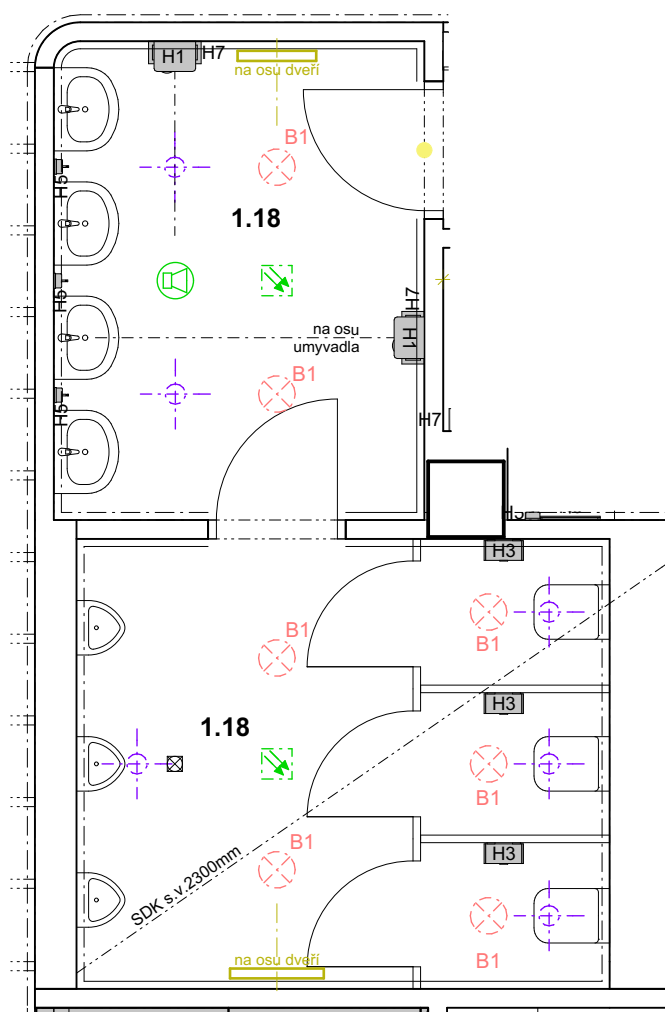 H1
H7
na osu dveří
B1
H5
1.18
H5
H7
na osu
umyvadla
H1
B1
H5
H7
H3
B1
B1
H3
1.18
B1
B1
H3
SDK s.v.2300mm
B1
na osu dveří